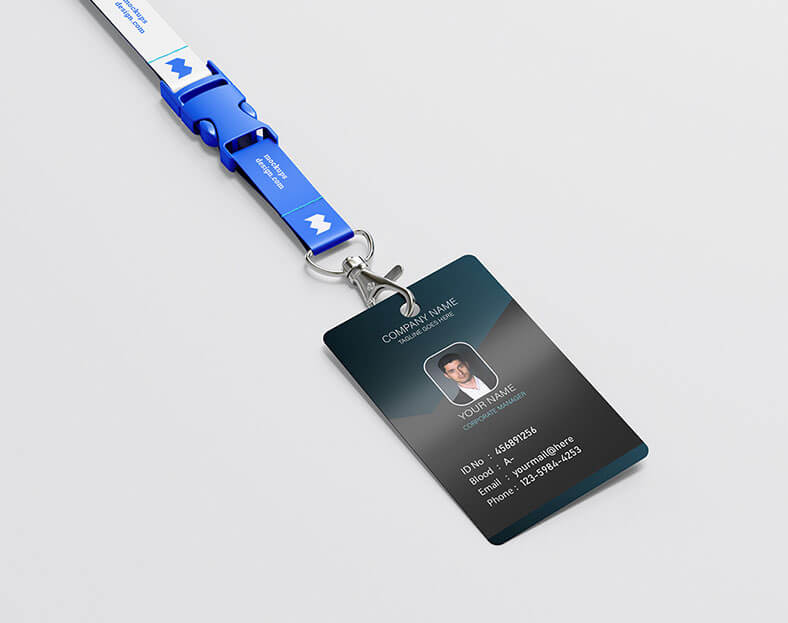 mockups
design.com
mockups
design.com
COMPANY NAME
TAGLINE GOES HERE
YOUR NAME
CORPORATE MANAGER
ID No : 456891256
Blood : A-
Email : yourmail@here
Phone : 123-5984-4253